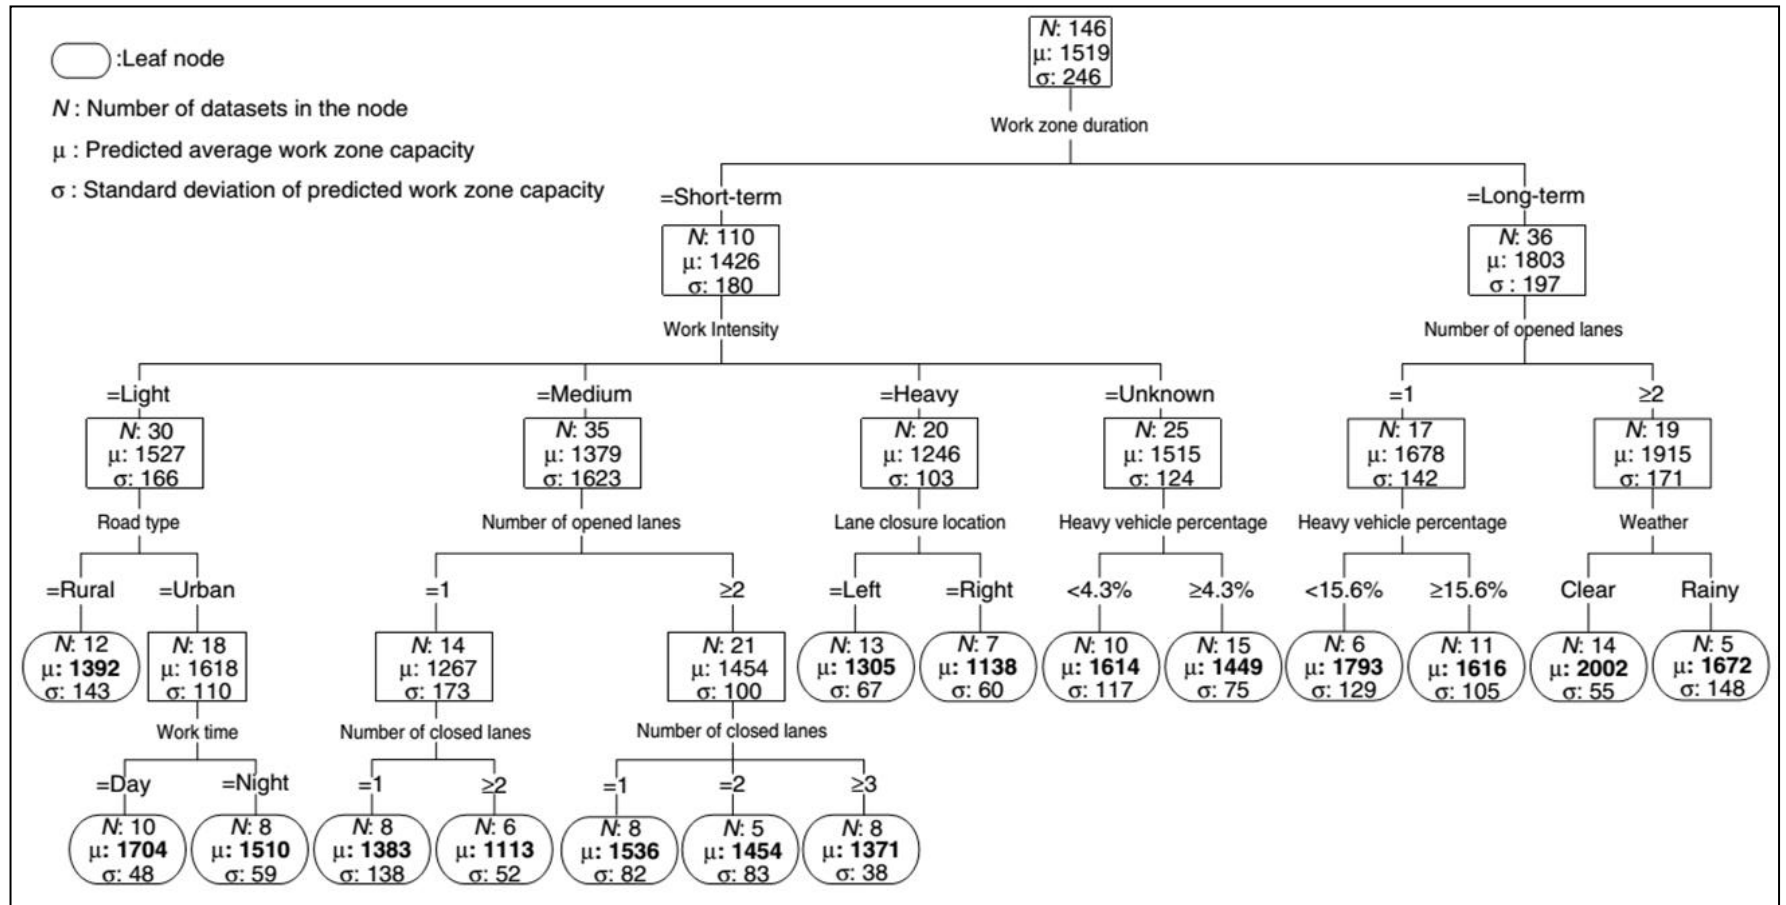 N: 146
μ: 1519
σ: 246
:Leaf node
N : Number of datasets in the node
μ : Predicted average work zone capacity
σ : Standard deviation of predicted work zone capacity
Work zone duration
=Short-term
=Long-term
N: 110
μ: 1426
σ: 180
N: 36
μ: 1803
σ : 197
Work Intensity
Number of opened lanes
=Light
=Medium
=Heavy
=Unknown
=1
≥2
N: 30
μ: 1527
σ: 166
N: 35
μ: 1379
σ: 1623
N: 20
μ: 1246
σ: 103
N: 25
μ: 1515
σ: 124
N: 17
μ: 1678
σ: 142
N: 19
μ: 1915
σ: 171
Road type
Number of opened lanes
Lane closure location
Heavy vehicle percentage
Heavy vehicle percentage
Weather
=Rural
=Urban
=1
≥2
=Left
=Right
<4.3%
≥4.3%
<15.6%
≥15.6%
Clear
Rainy
N: 12
μ: 1392
σ: 143
N: 18
μ: 1618
σ: 110
N: 14
μ: 1267
σ: 173
N: 21
μ: 1454
σ: 100
N: 13
μ: 1305
σ: 67
N: 7
μ: 1138
σ: 60
N: 10
μ: 1614
σ: 117
N: 15
μ: 1449
σ: 75
N: 6
μ: 1793
σ: 129
N: 11
μ: 1616
σ: 105
N: 14
μ: 2002
σ: 55
N: 5
μ: 1672
σ: 148
Work time
Number of closed lanes
Number of closed lanes
=Day
=Night
=1
≥2
=1
=2
≥3
N: 10
μ: 1704
σ: 48
N: 8
μ: 1510
σ: 59
N: 8
μ: 1383
σ: 138
N: 6
μ: 1113
σ: 52
N: 8
μ: 1536
σ: 82
N: 5
μ: 1454
σ: 83
N: 8
μ: 1371
σ: 38